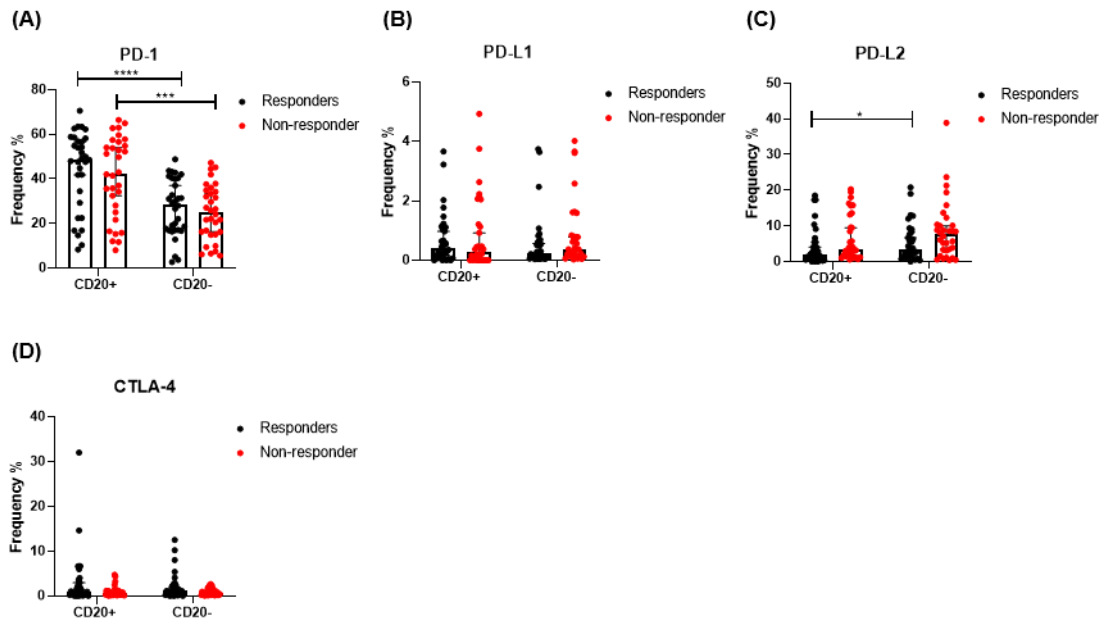 (A)
PD-1
****
***
Frequency %
80
60
40
20
0
CD20+ CD20-
Responders
Non-responder
(B)
PD-L1
Frequency %
6
4
2
0
CD20+ CD20-
Responders
Non-responder
(C)
PD-L2
*
Frequency %
50
40
30
20
10
0
CD20+ CD20-
Responders
Non-responder
(D)
CTLA-4
Frequency %
40
30
20
10
0
CD20+ CD20-
Responders
Non-responder